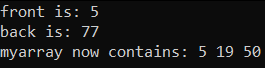 front is: 5
back is: 77
myarray now contains: 5 19 50